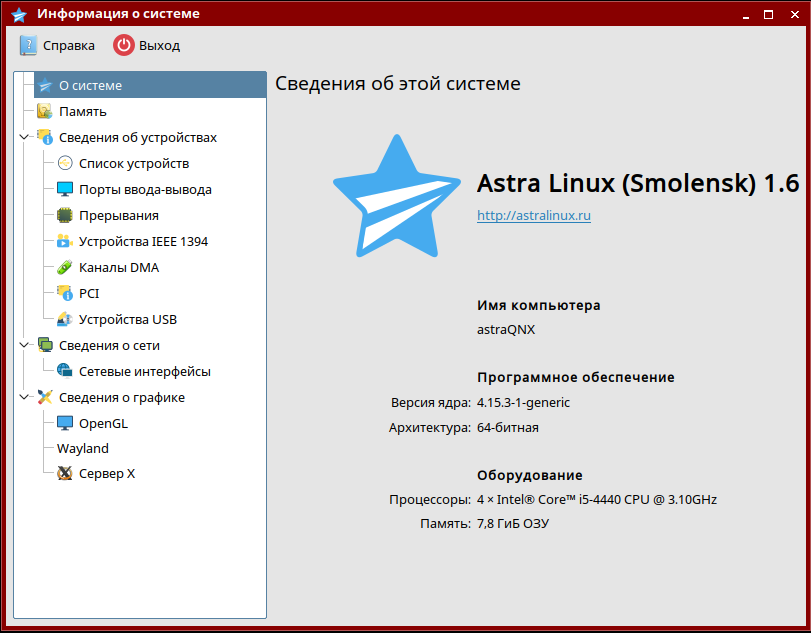 Информация о системе
Справка Выход
О системе
Память
Сведения об устройствах
Список устройств
Порты ввода-вывода
Прерывания
Устройства IEEE 1394
Каналы DMA
PCI
Устройства USB
Сведения о сети
Сетевые интерфейсы
Сведения о графике
OpenGL
Wayland
Сервер X
Сведения об этой системе
Astra Linux (Smolensk) 1.6
http://astralinux.ru
Имя компьютера
astraQNX
Программное обеспечение
Версия ядра: 4.15.3-1-generic
Архитектура: 64-битная
Оборудование
Процессоры: 4 × Intel® Core™ i5-4440 CPU @ 3.10GHz
Память: 7,8 ГиБ ОЗУ